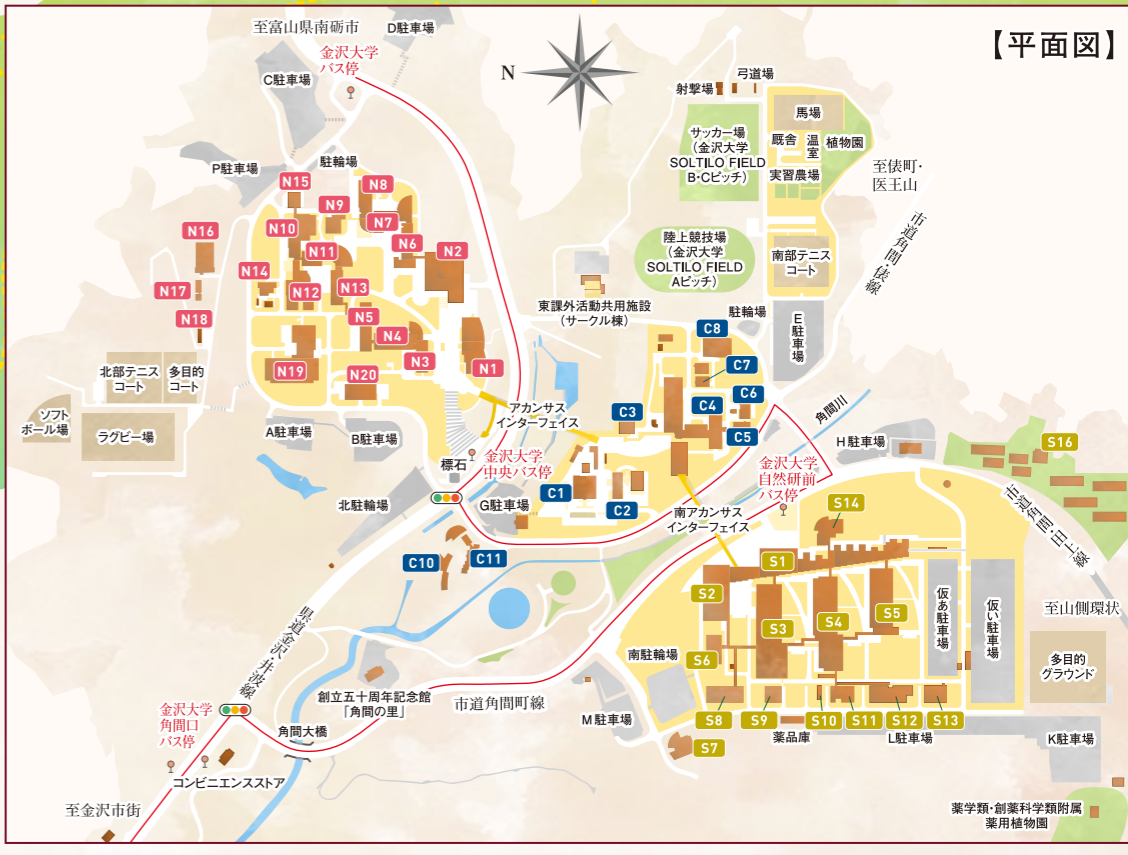 【平面図】
至富山県南砺市
D駐車場
金沢大学
バス停
C駐車場
N
射撃場
弓道場
サッカー場
(金沢大学
SOLTILO FIELD
B・Cピッチ)
馬場
厩舎
温室
植物園
実習農場
至俵町・
医王山
市道角間・俵線
P駐車場
駐輪場
N15
N8
N9
N7
N16
N10
N6
N2
N11
陸上競技場
(金沢大学
SOLTILO FIELD
Aピッチ)
南部テニス
コート
N14
N17
N12
N13
N18
N5
N4
N3
N1
N19
N20
東課外活動共用施設
(サークル棟)
駐輪場
E駐車場
C8
C7
C6
C3
C4
C5
北部テニス
コート
多目的
コート
ソフト
ボール場
ラグビー場
A駐車場
B駐車場
アカンサス
インターフェイス
標石
金沢大学
中央バス停
角間川
H駐車場
S16
市道角間・田上線
金沢大学
自然研前
バス停
北駐輪場
G駐車場
C1
C2
南アカンサス
インターフェイス
S14
C10
C11
S1
S2
S3
S4
S5
仮あ駐車場
仮い駐車場
至山側環状
多目的
グラウンド
県道金沢・井波線
南駐輪場
S6
創立五十周年記念館
「角間の里」
市道角間町線
M駐車場
S8
S9
S10
S11
S12
S13
S7
薬品庫
L駐車場
K駐車場
金沢大学
角間口
バス停
角間大橋
コンビニエンスストア
至金沢市街
薬学類・創薬科学類附属
薬用植物園